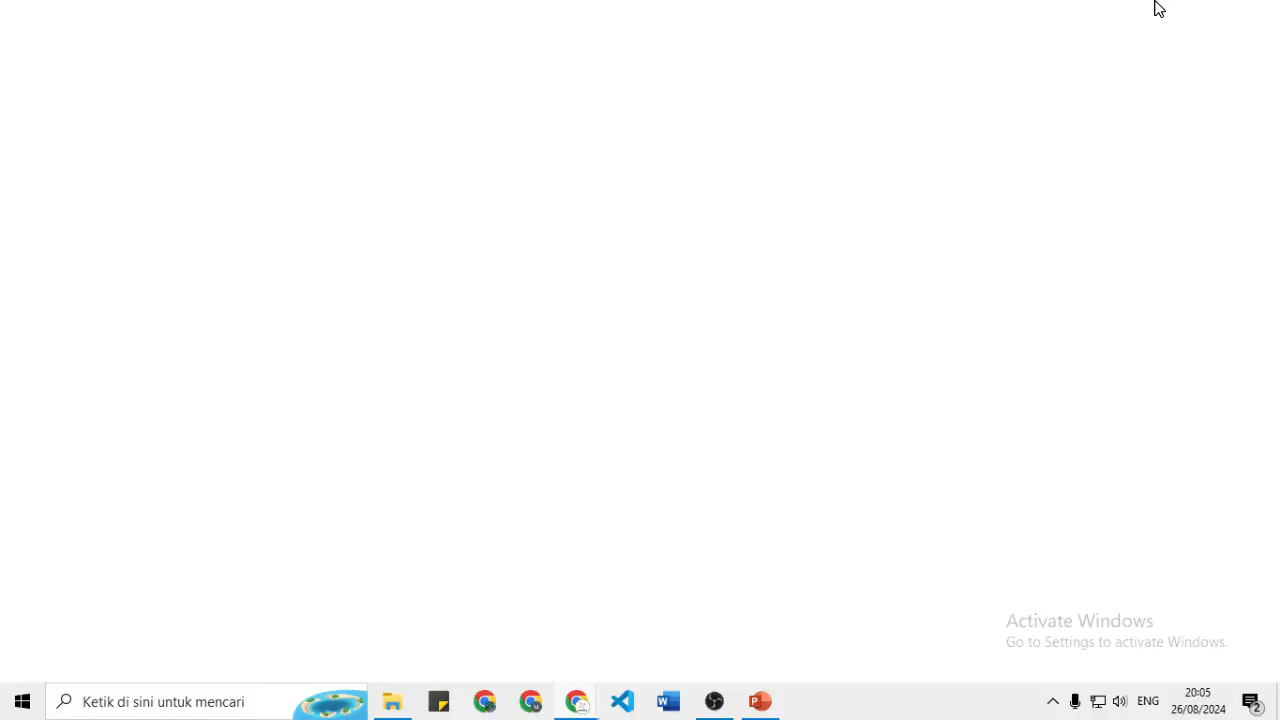 Activate Windows
Go to Settings to activate Windows.
Ketik di sini untuk mencari
ENG
20:05
26/08/2024
2